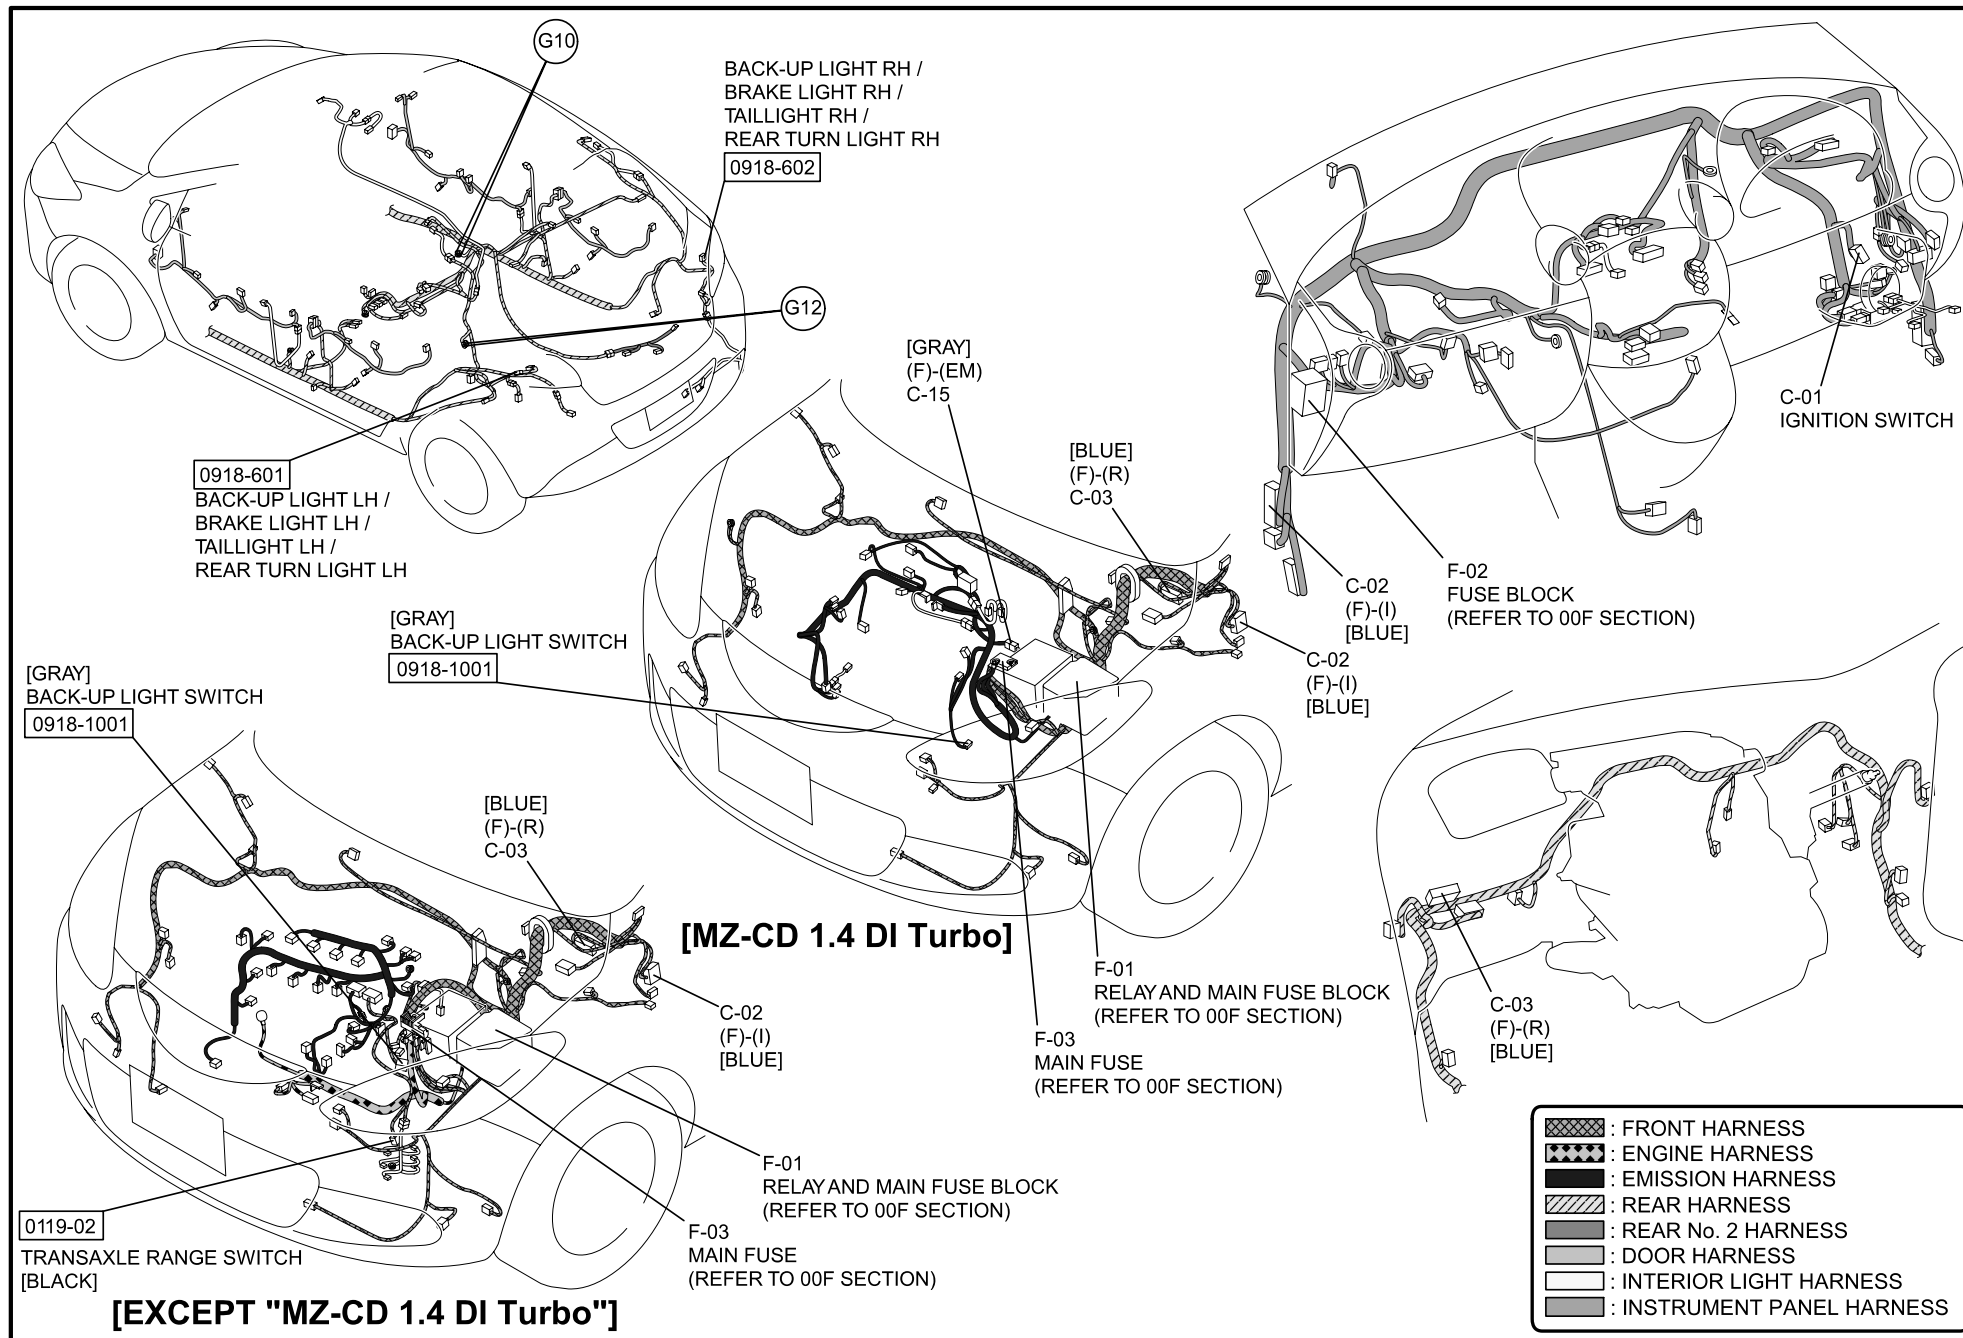 G10
BACK-UP LIGHT RH /
BRAKE LIGHT RH /
TAILLIGHT RH /
REAR TURN LIGHT RH
0918-602
G12
0918-601
BACK-UP LIGHT LH /
BRAKE LIGHT LH /
TAILLIGHT LH /
REAR TURN LIGHT LH
C-01
IGNITION SWITCH
F-02
FUSE BLOCK
(REFER TO 00F SECTION)
C-02
(F)-(I)
[BLUE]
[GRAY]
(F)-(EM)
C-15
[BLUE]
(F)-(R)
C-03
C-02
(F)-(I)
[BLUE]
[GRAY]
BACK-UP LIGHT SWITCH
0918-1001
[MZ-CD 1.4 DI Turbo]
F-01
RELAY AND MAIN FUSE BLOCK
(REFER TO 00F SECTION)
F-03
MAIN FUSE
(REFER TO 00F SECTION)
[GRAY]
BACK-UP LIGHT SWITCH
0918-1001
[BLUE]
(F)-(R)
C-03
C-02
(F)-(I)
[BLUE]
F-01
RELAY AND MAIN FUSE BLOCK
(REFER TO 00F SECTION)
F-03
MAIN FUSE
(REFER TO 00F SECTION)
0119-02
TRANSAXLE RANGE SWITCH
[BLACK]
[EXCEPT "MZ-CD 1.4 DI Turbo"]
C-03
(F)-(R)
[BLUE]
: FRONT HARNESS
: ENGINE HARNESS
: EMISSION HARNESS
: REAR HARNESS
: REAR No. 2 HARNESS
: DOOR HARNESS
: INTERIOR LIGHT HARNESS
: INSTRUMENT PANEL HARNESS